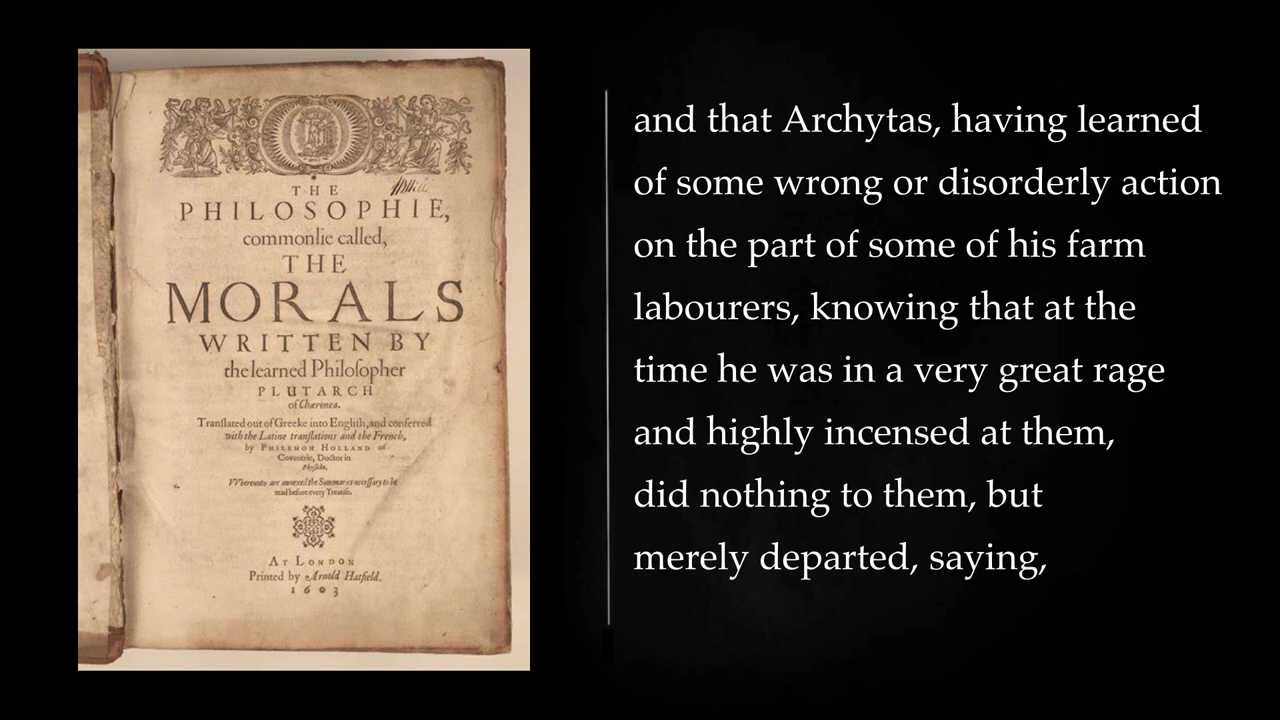 THE
PHILOSOPHIE,
commonlie called,
THE
MORALS
WRITTEN BY
the learned Philoſopher
PLUTARCH
of Chæronea.
Tranſlated out of Greeke into Engliſh, and conferred
with the Latine tranſlations and the French,
by PHILEMON HOLLAND of
Coventrie, Doctor in
Phyſicke.
VVhereunto are annexed the Summaries neceſſary to be
read before every Treatiſe.
AT LONDON
Printed by Arnold Hatfield.
1603
and that Archytas, having learned
of some wrong or disorderly action
on the part of some of his farm
labourers, knowing that at the
time he was in a very great rage
and highly incensed at them,
did nothing to them, but
merely departed, saying,